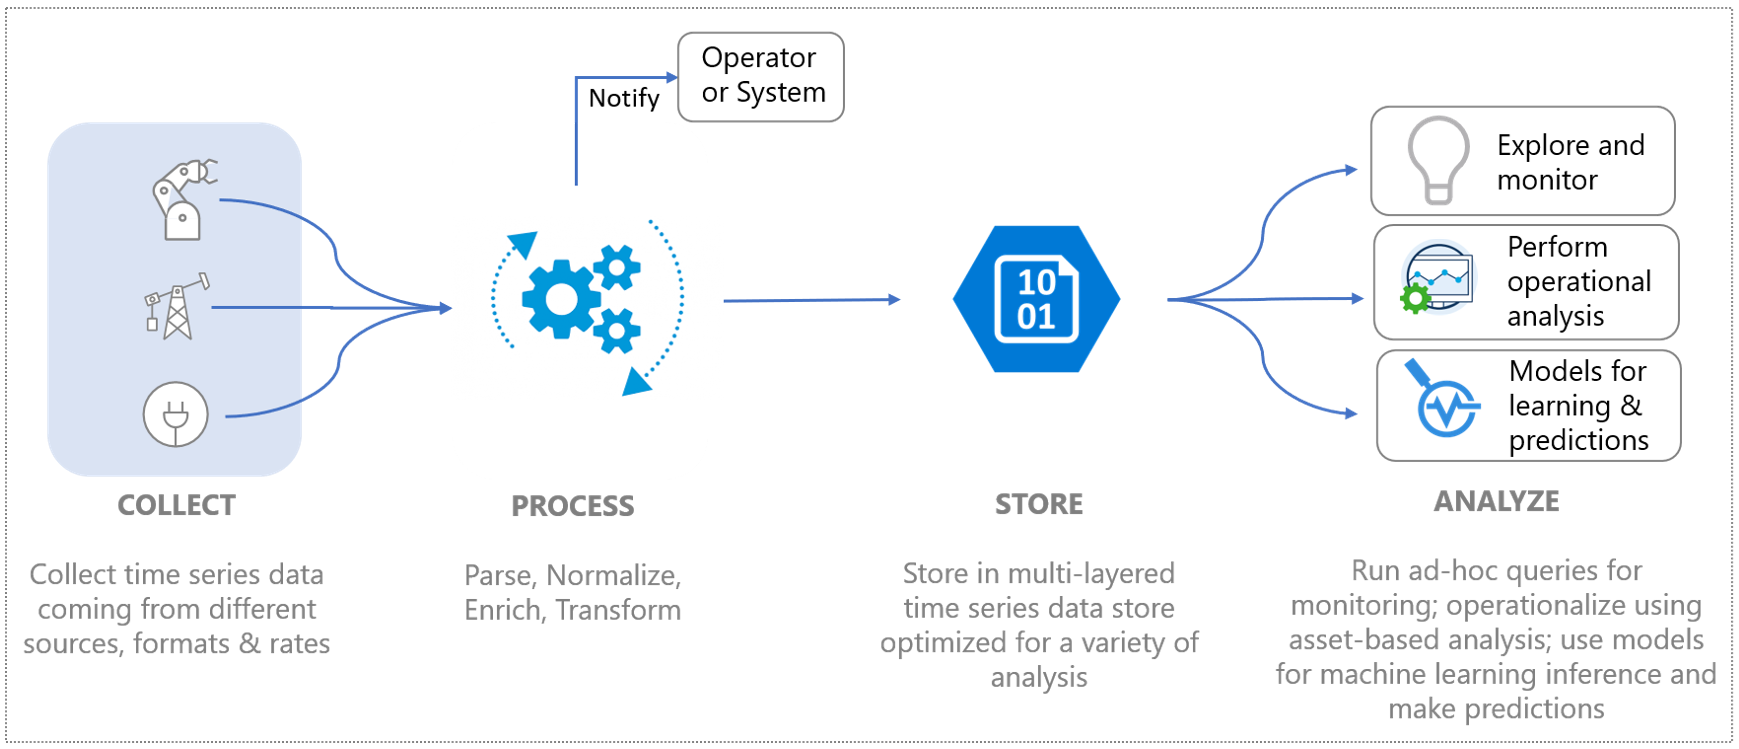 Operator
or System
Notify
Explore and
monitor
Perform
operational
analysis
10
01
Models for
learning &
predictions
COLLECT
PROCESS
STORE
ANALYZE
Collect time series data
coming from different
sources, formats & rates
Parse, Normalize,
Enrich, Transform
Store in multi-layered
time series data store
optimized for a variety of
analysis
Run ad-hoc queries for
monitoring; operationalize using
asset-based analysis; use models
for machine learning inference and
make predictions